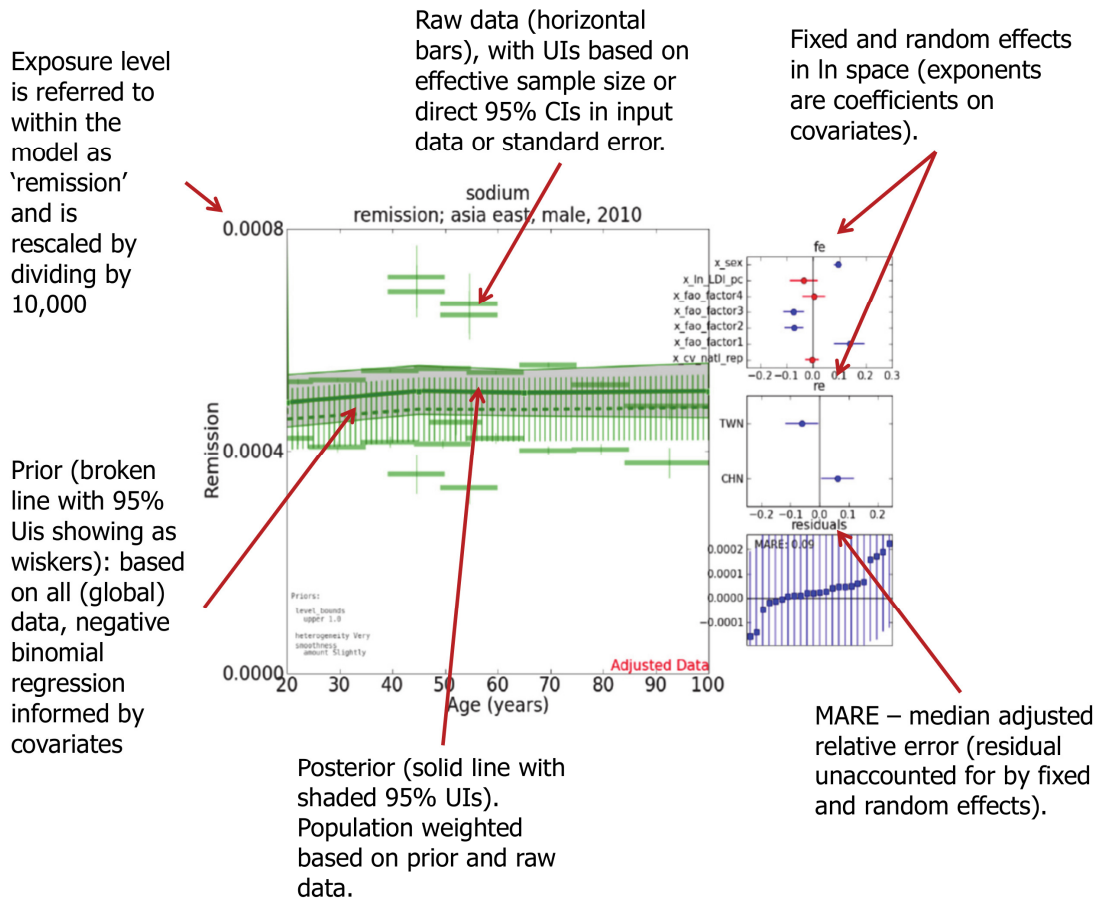 Exposure level
is referred to
within the
model as
‘remission’
and is
rescaled by
dividing by
10,000
Raw data (horizontal
bars), with UIs based on
effective sample size or
direct 95% CIs in input
data or standard error.
Fixed and random effects
in ln space (exponents
are coefficients on
covariates).
sodium
remission; asia east, male, 2010
0.0008
0.0004
0.0000
Remission
20 30 40 50 60 70 80 90 100
Age (years)
Priors:
level_bounds
upper 1.0
heterogeneity Very
smoothness
amount Slightly
Adjusted Data
fe
x_sex
x_ln_LDI_pc
x_fao_factor4
x_fao_factor3
x_fao_factor2
x_fao_factor1
x_cv_natl_rep
−0.2 −0.1 0.0 0.1 0.2 0.3
re
TWN
CHN
−0.2 −0.1 0.0 0.1 0.2
residuals
MARE: 0.09
0.0002
0.0001
0.0000
−0.0001
Prior (broken
line with 95%
Uis showing as
wiskers): based
on all (global)
data, negative
binomial
regression
informed by
covariates
Posterior (solid line with
shaded 95% UIs).
Population weighted
based on prior and raw
data.
MARE – median adjusted
relative error (residual
unaccounted for by fixed
and random effects).